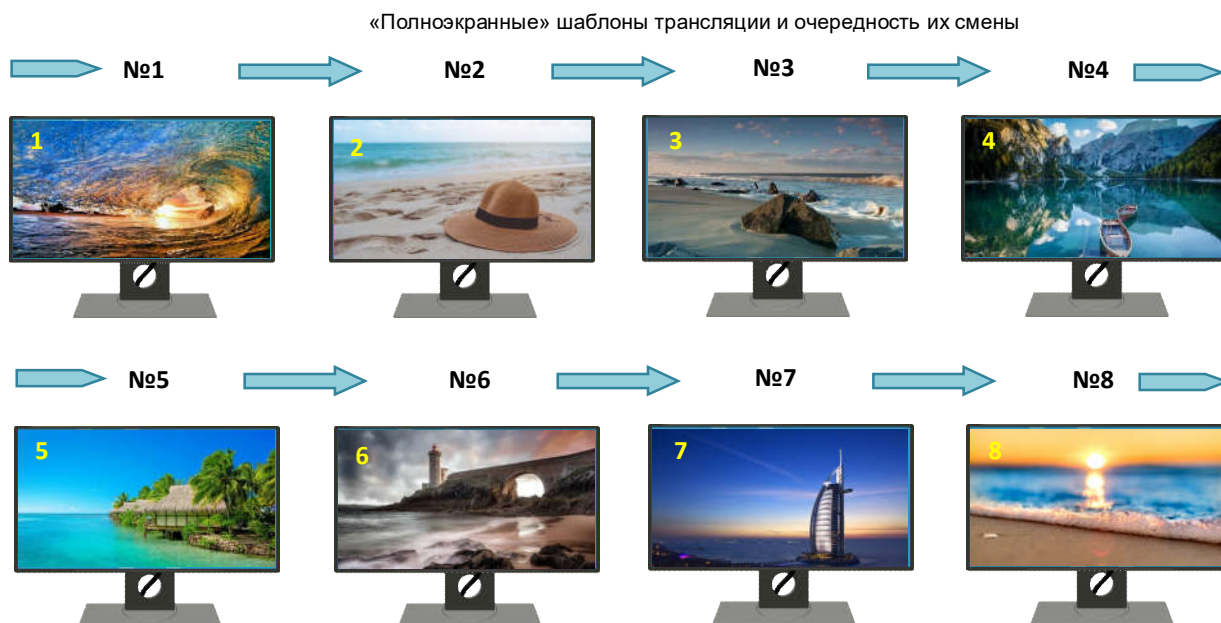 «Полноэкранные» шаблоны трансляции и очередность их смены
№1 №2 №3 №4
1 2 3 4
№5 №6 №7 №8
5 6 7 8